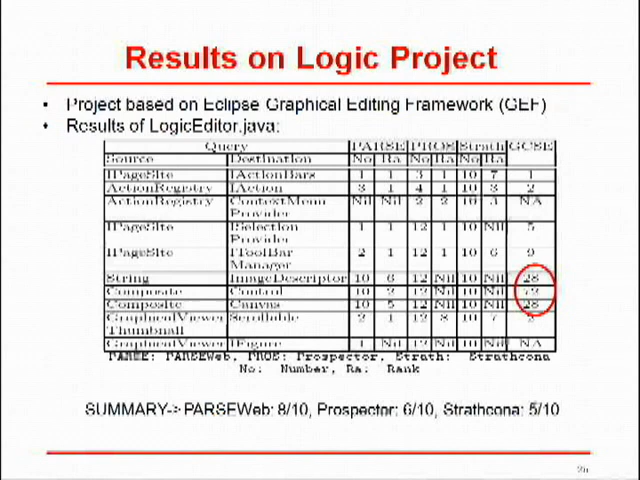 Results on Logic Project
• Project based on Eclipse Graphical Editing Framework (GEF)
• Results of LogicEditor.java:
Query PARSE PROS Strath GCSE
Source Destination No Ra No Ra No Ra
IPageSite IActionBars 1 1 3 1 10 7 1
ActionRegistry IAction 3 1 4 1 10 3 2
ActionRegistry ContextMenu Nil Nil 2 2 10 3 NA
Provider
IPageSite ISelection 1 1 12 1 10 Nil 5
Provider
IPageSite IToolBar 2 1 12 1 10 6 9
Manager
String ImageDescriptor 10 6 12 Nil 10 Nil 28
Composite Control 10 2 12 Nil 10 Nil 72
Composite Canvas 10 5 12 Nil 10 Nil 28
GraphicalViewer Scrollable 2 1 12 8 10 7
Thumbnail
GraphicalViewer IFigure 1 Nil 12 Nil 10 Nil NA
PARSE: PARSEWeb, PROS: Prospector, Strath: Strathcona
No: Number, Ra: Rank
SUMMARY-> PARSEWeb: 8/10, Prospector: 6/10, Strathcona: 5/10